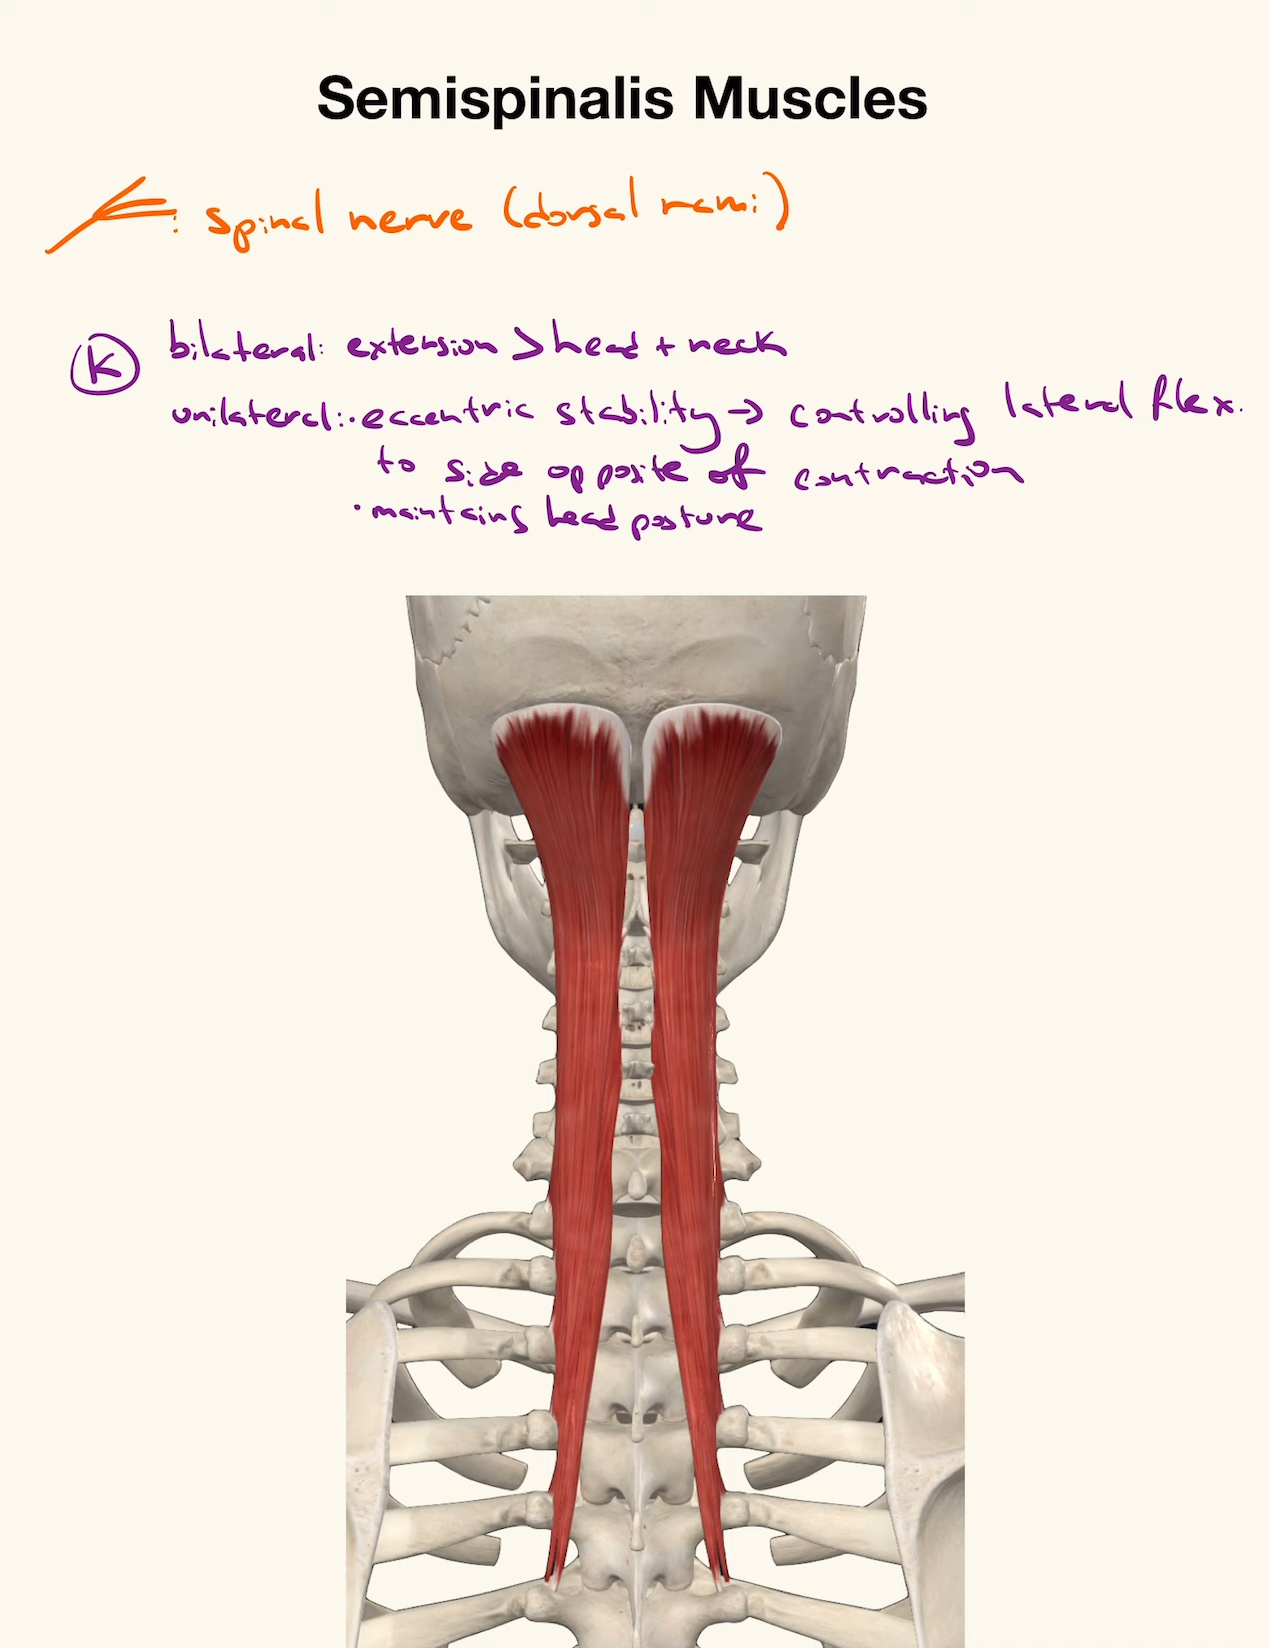 Semispinalis Muscles
: spinal nerve (dorsal rami)
K bilateral: extension > head + neck
unilateral: · eccentric stability → controlling lateral flex.
to side opposite of contraction
· maintains head posture